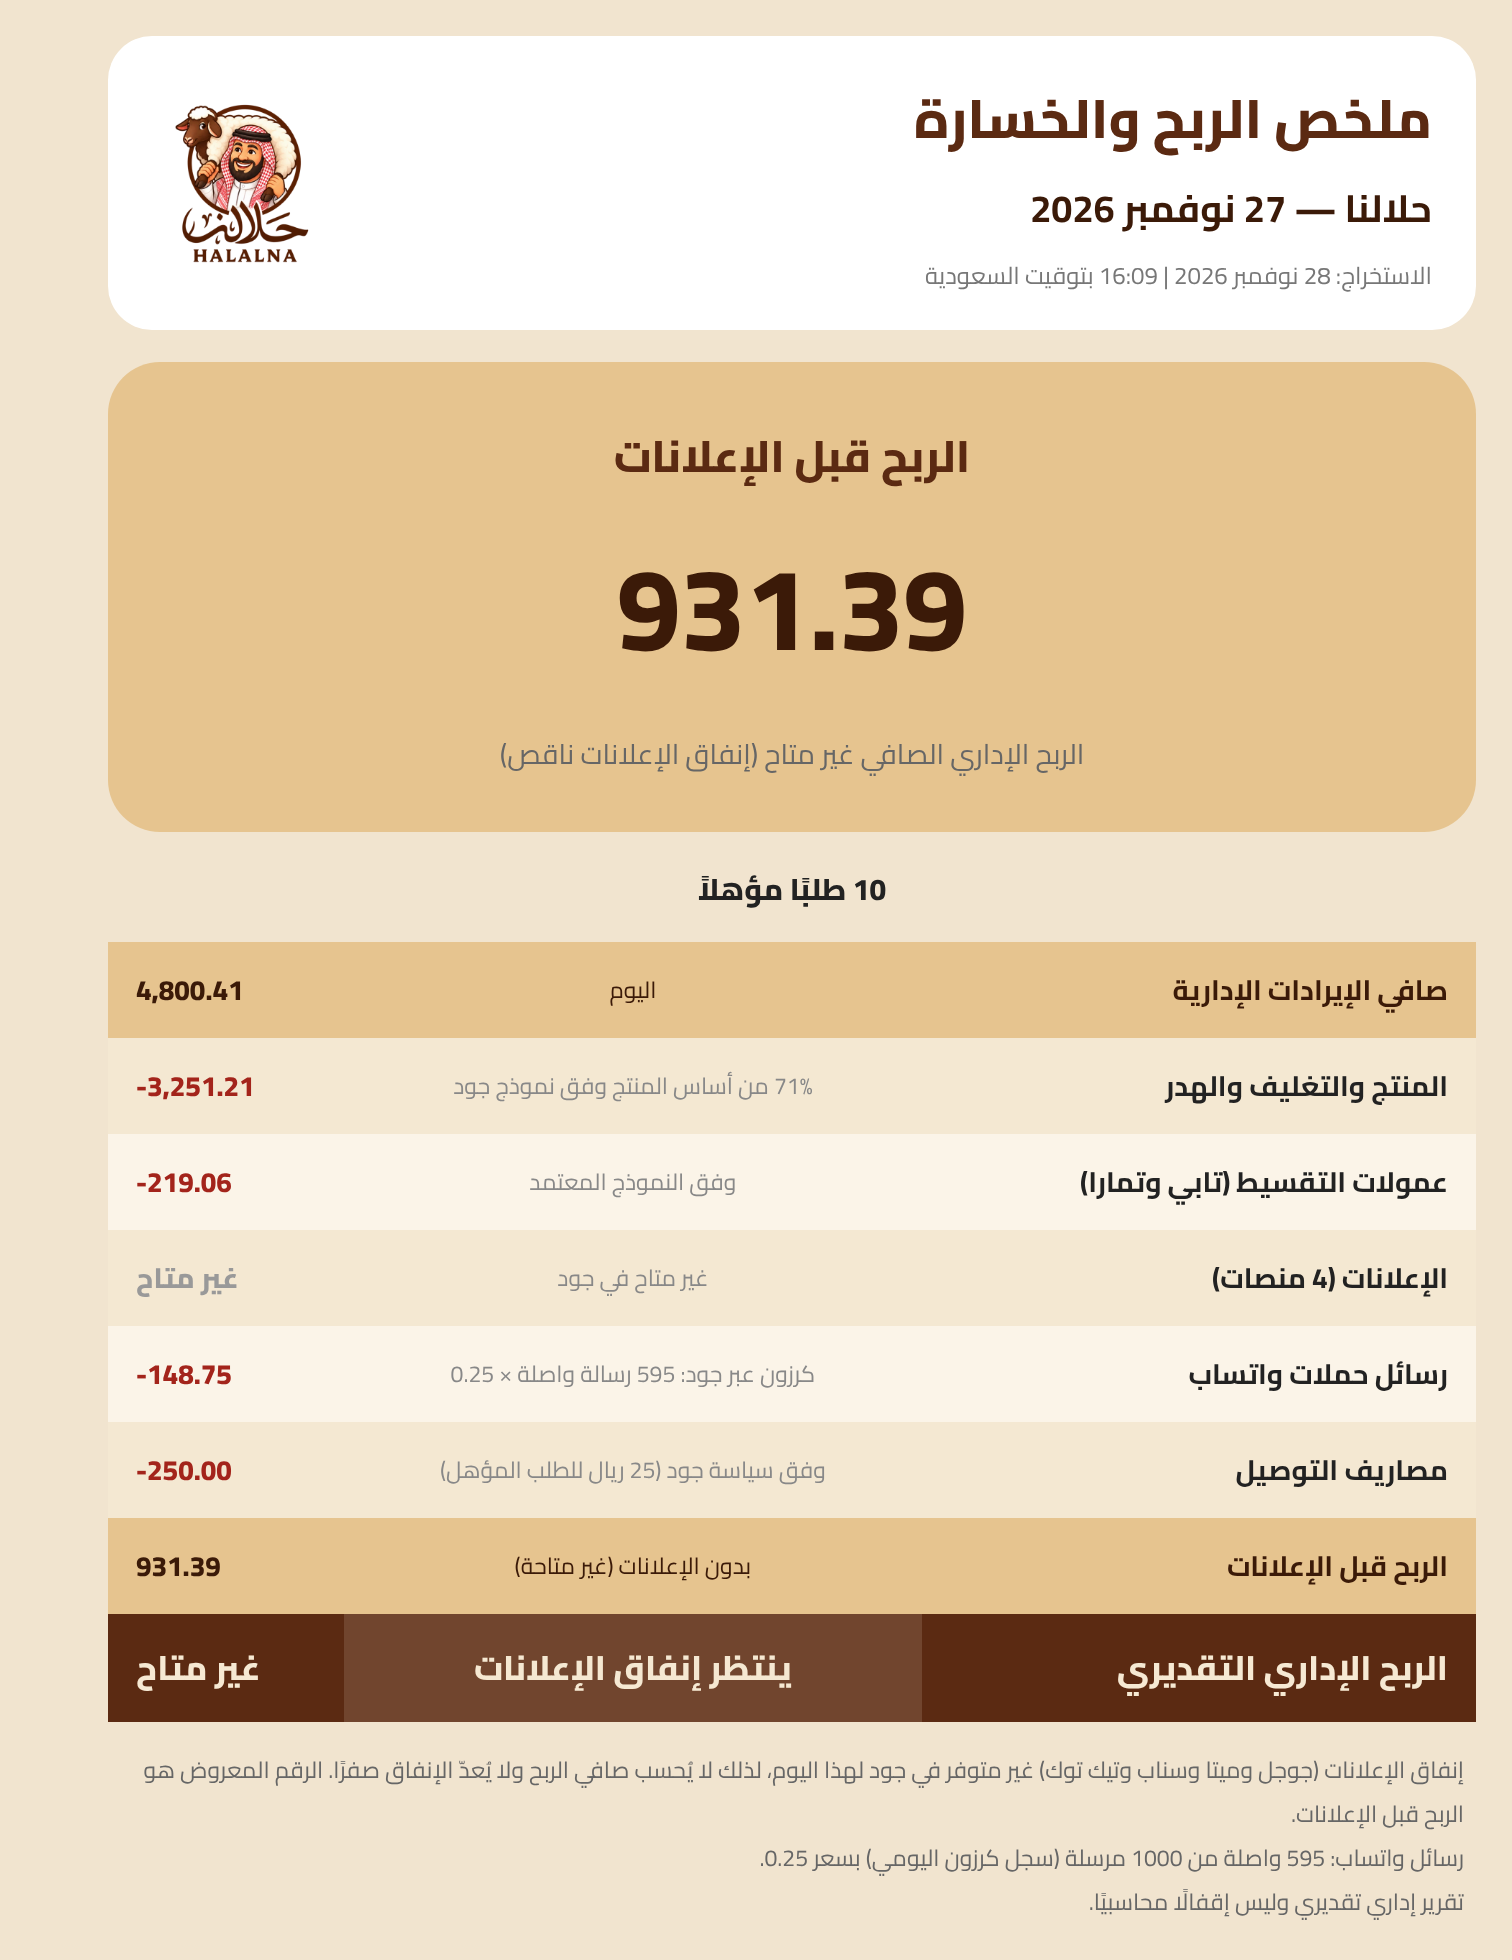 ملخص الربح والخسارة
حلالنا — 27 نوفمبر 2026
الاستخراج: 28 نوفمبر 2026 | 16:09 بتوقيت السعودية
حلالنا
HALALNA
الربح قبل الإعلانات
931.39
الربح الإداري الصافي غير متاح (إنفاق الإعلانات ناقص)
10 طلبًا مؤهلاً
صافي الإيرادات الإدارية اليوم 4,800.41
المنتج والتغليف والهدر 71% من أساس المنتج وفق نموذج جود -3,251.21
عمولات التقسيط (تابي وتمارا) وفق النموذج المعتمد -219.06
الإعلانات (4 منصات) غير متاح في جود غير متاح
رسائل حملات واتساب كرزون عبر جود: 595 رسالة واصلة × 0.25 -148.75
مصاريف التوصيل وفق سياسة جود (25 ريال للطلب المؤهل) -250.00
الربح قبل الإعلانات بدون الإعلانات (غير متاحة) 931.39
الربح الإداري التقديري ينتظر إنفاق الإعلانات غير متاح
إنفاق الإعلانات (جوجل وميتا وسناب وتيك توك) غير متوفر في جود لهذا اليوم، لذلك لا يُحسب صافي الربح ولا يُعدّ الإنفاق صفرًا. الرقم المعروض هو
الربح قبل الإعلانات.
رسائل واتساب: 595 واصلة من 1000 مرسلة (سجل كرزون اليومي) بسعر 0.25.
تقرير إداري تقديري وليس إقفالًا محاسبيًا.